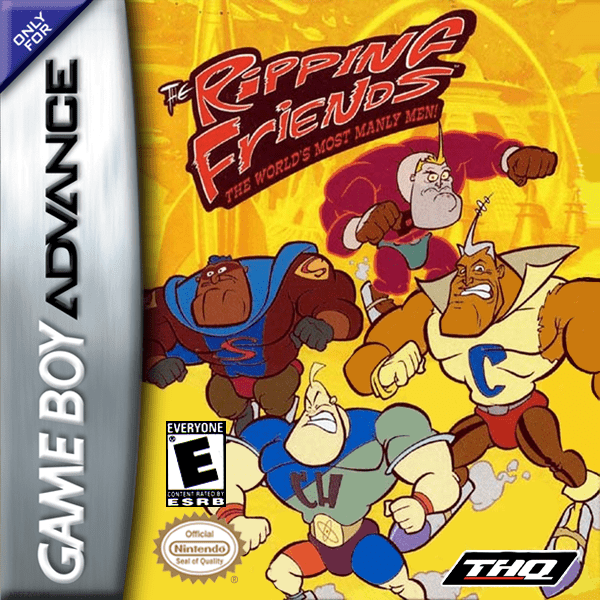 ONLY
FOR
GAME BOY ADVANCE
THE
RIPPING
FRIENDS
THE WORLD'S MOST MANLY MEN!
S
S
C
CH
EVERYONE
E
CONTENT RATED BY
ESRB
Official
Nintendo
Seal of Quality
®
THQ